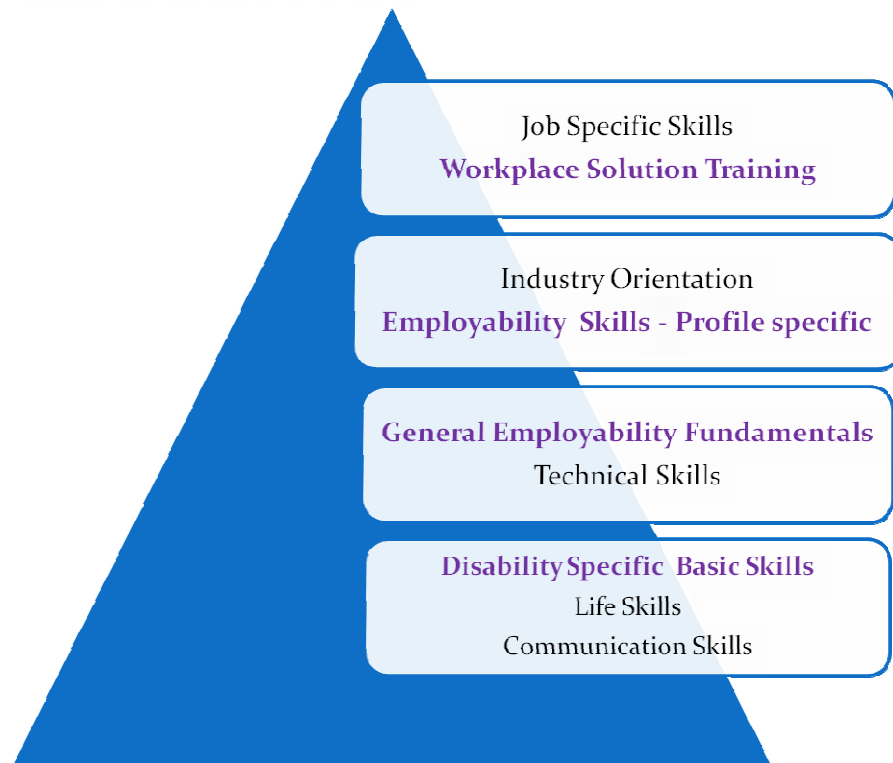 Job Specific Skills
Workplace Solution Training
Industry Orientation
Employability Skills - Profile specific
General Employability Fundamentals
Technical Skills
Disability Specific Basic Skills
Life Skills
Communication Skills